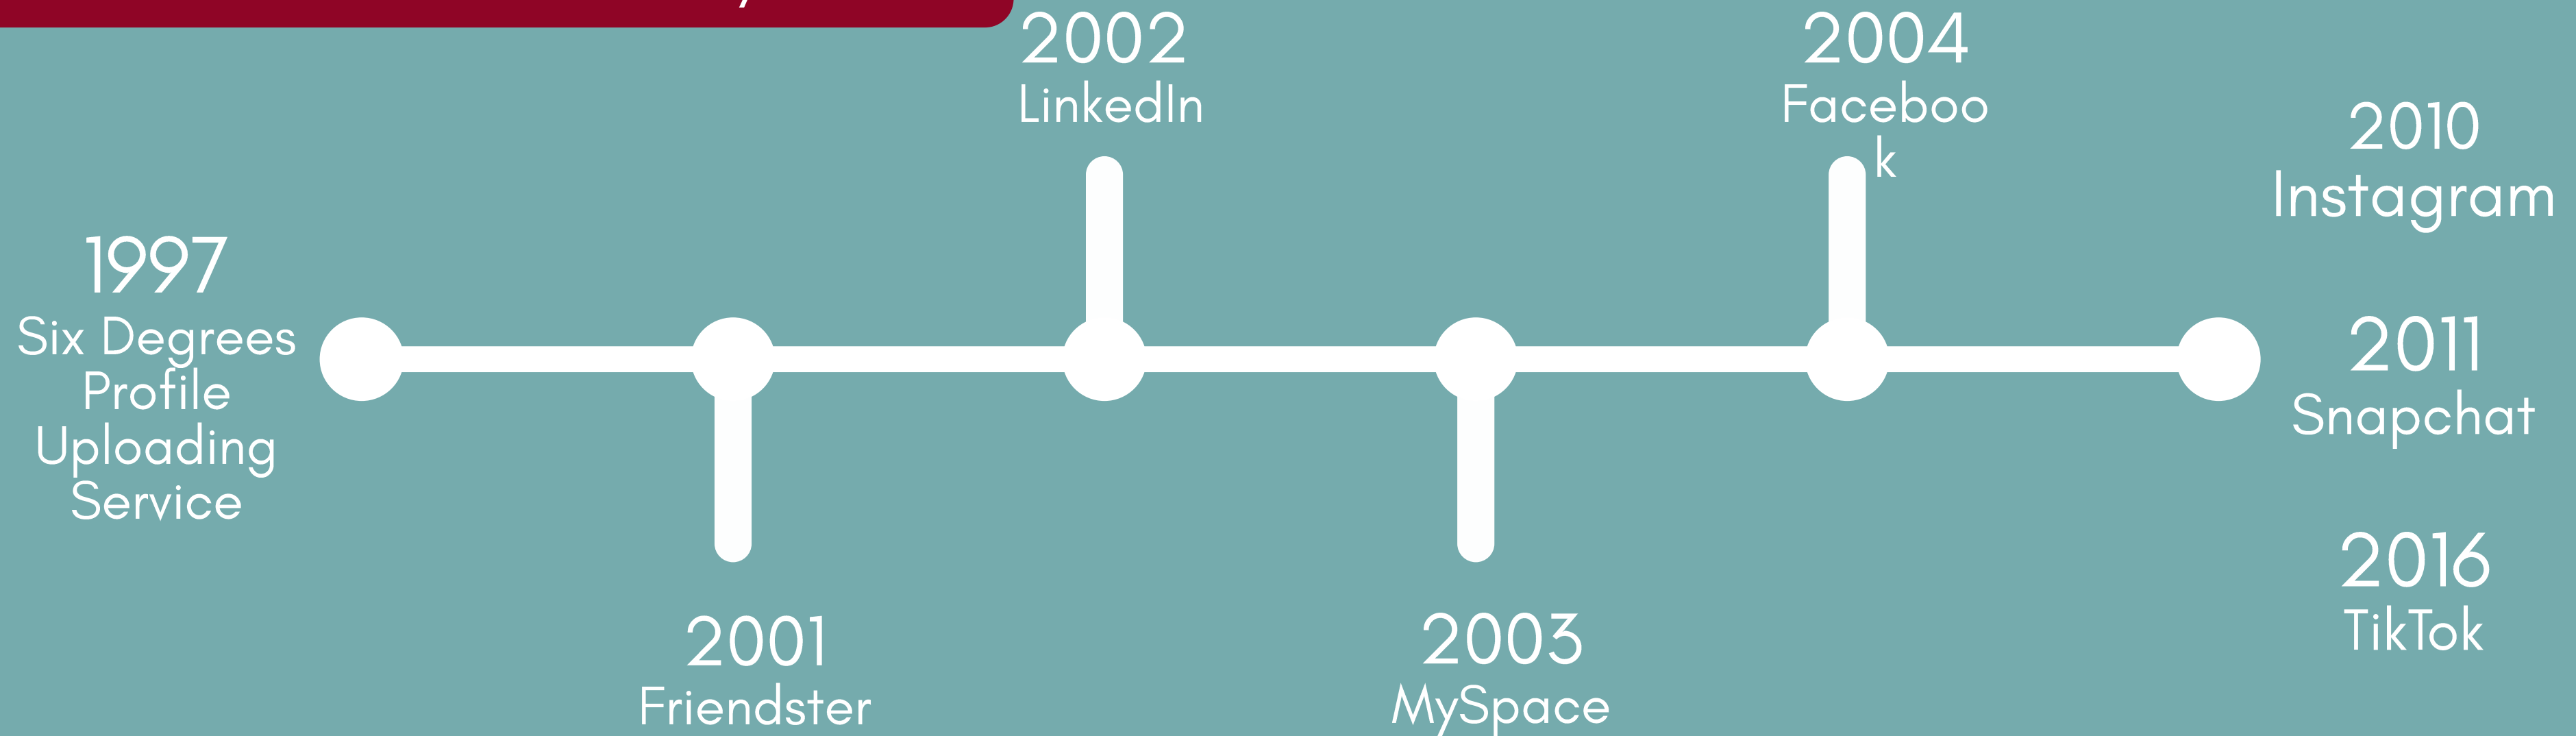 1997
Six Degrees
Profile
Uploading
Service
2001
Friendster
2002
LinkedIn
2003
MySpace
2004
Faceboo
k
2010
Instagram
2011
Snapchat
2016
TikTok